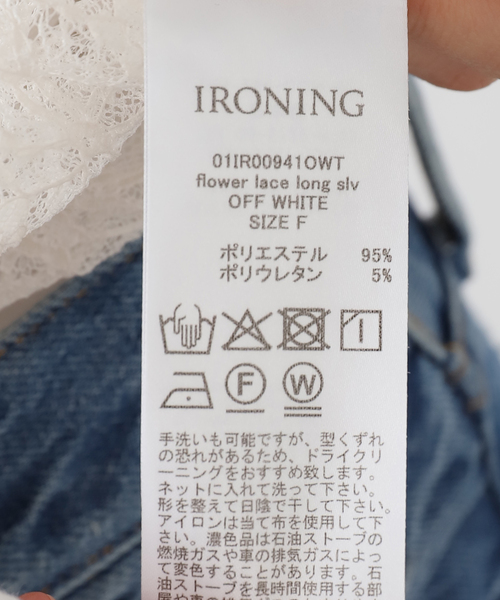 IRONING
01IR00941OWT
flower lace long slv
OFF WHITE
SIZE F
ポリエステル 95%
ポリウレタン 5%
F W
手洗いも可能ですが、型くずれ
の恐れがあるため、ドライクリ
ーニングをおすすめ致します。
ネットに入れて洗って下さい。
形を整えて日陰で干して下さい。
アイロンは当て布を使用して下
さい。濃色品は石油ストーブの
燃焼ガスや車の排気ガスによっ
て変色することがあります。石
油ストーブを長時間使用する部